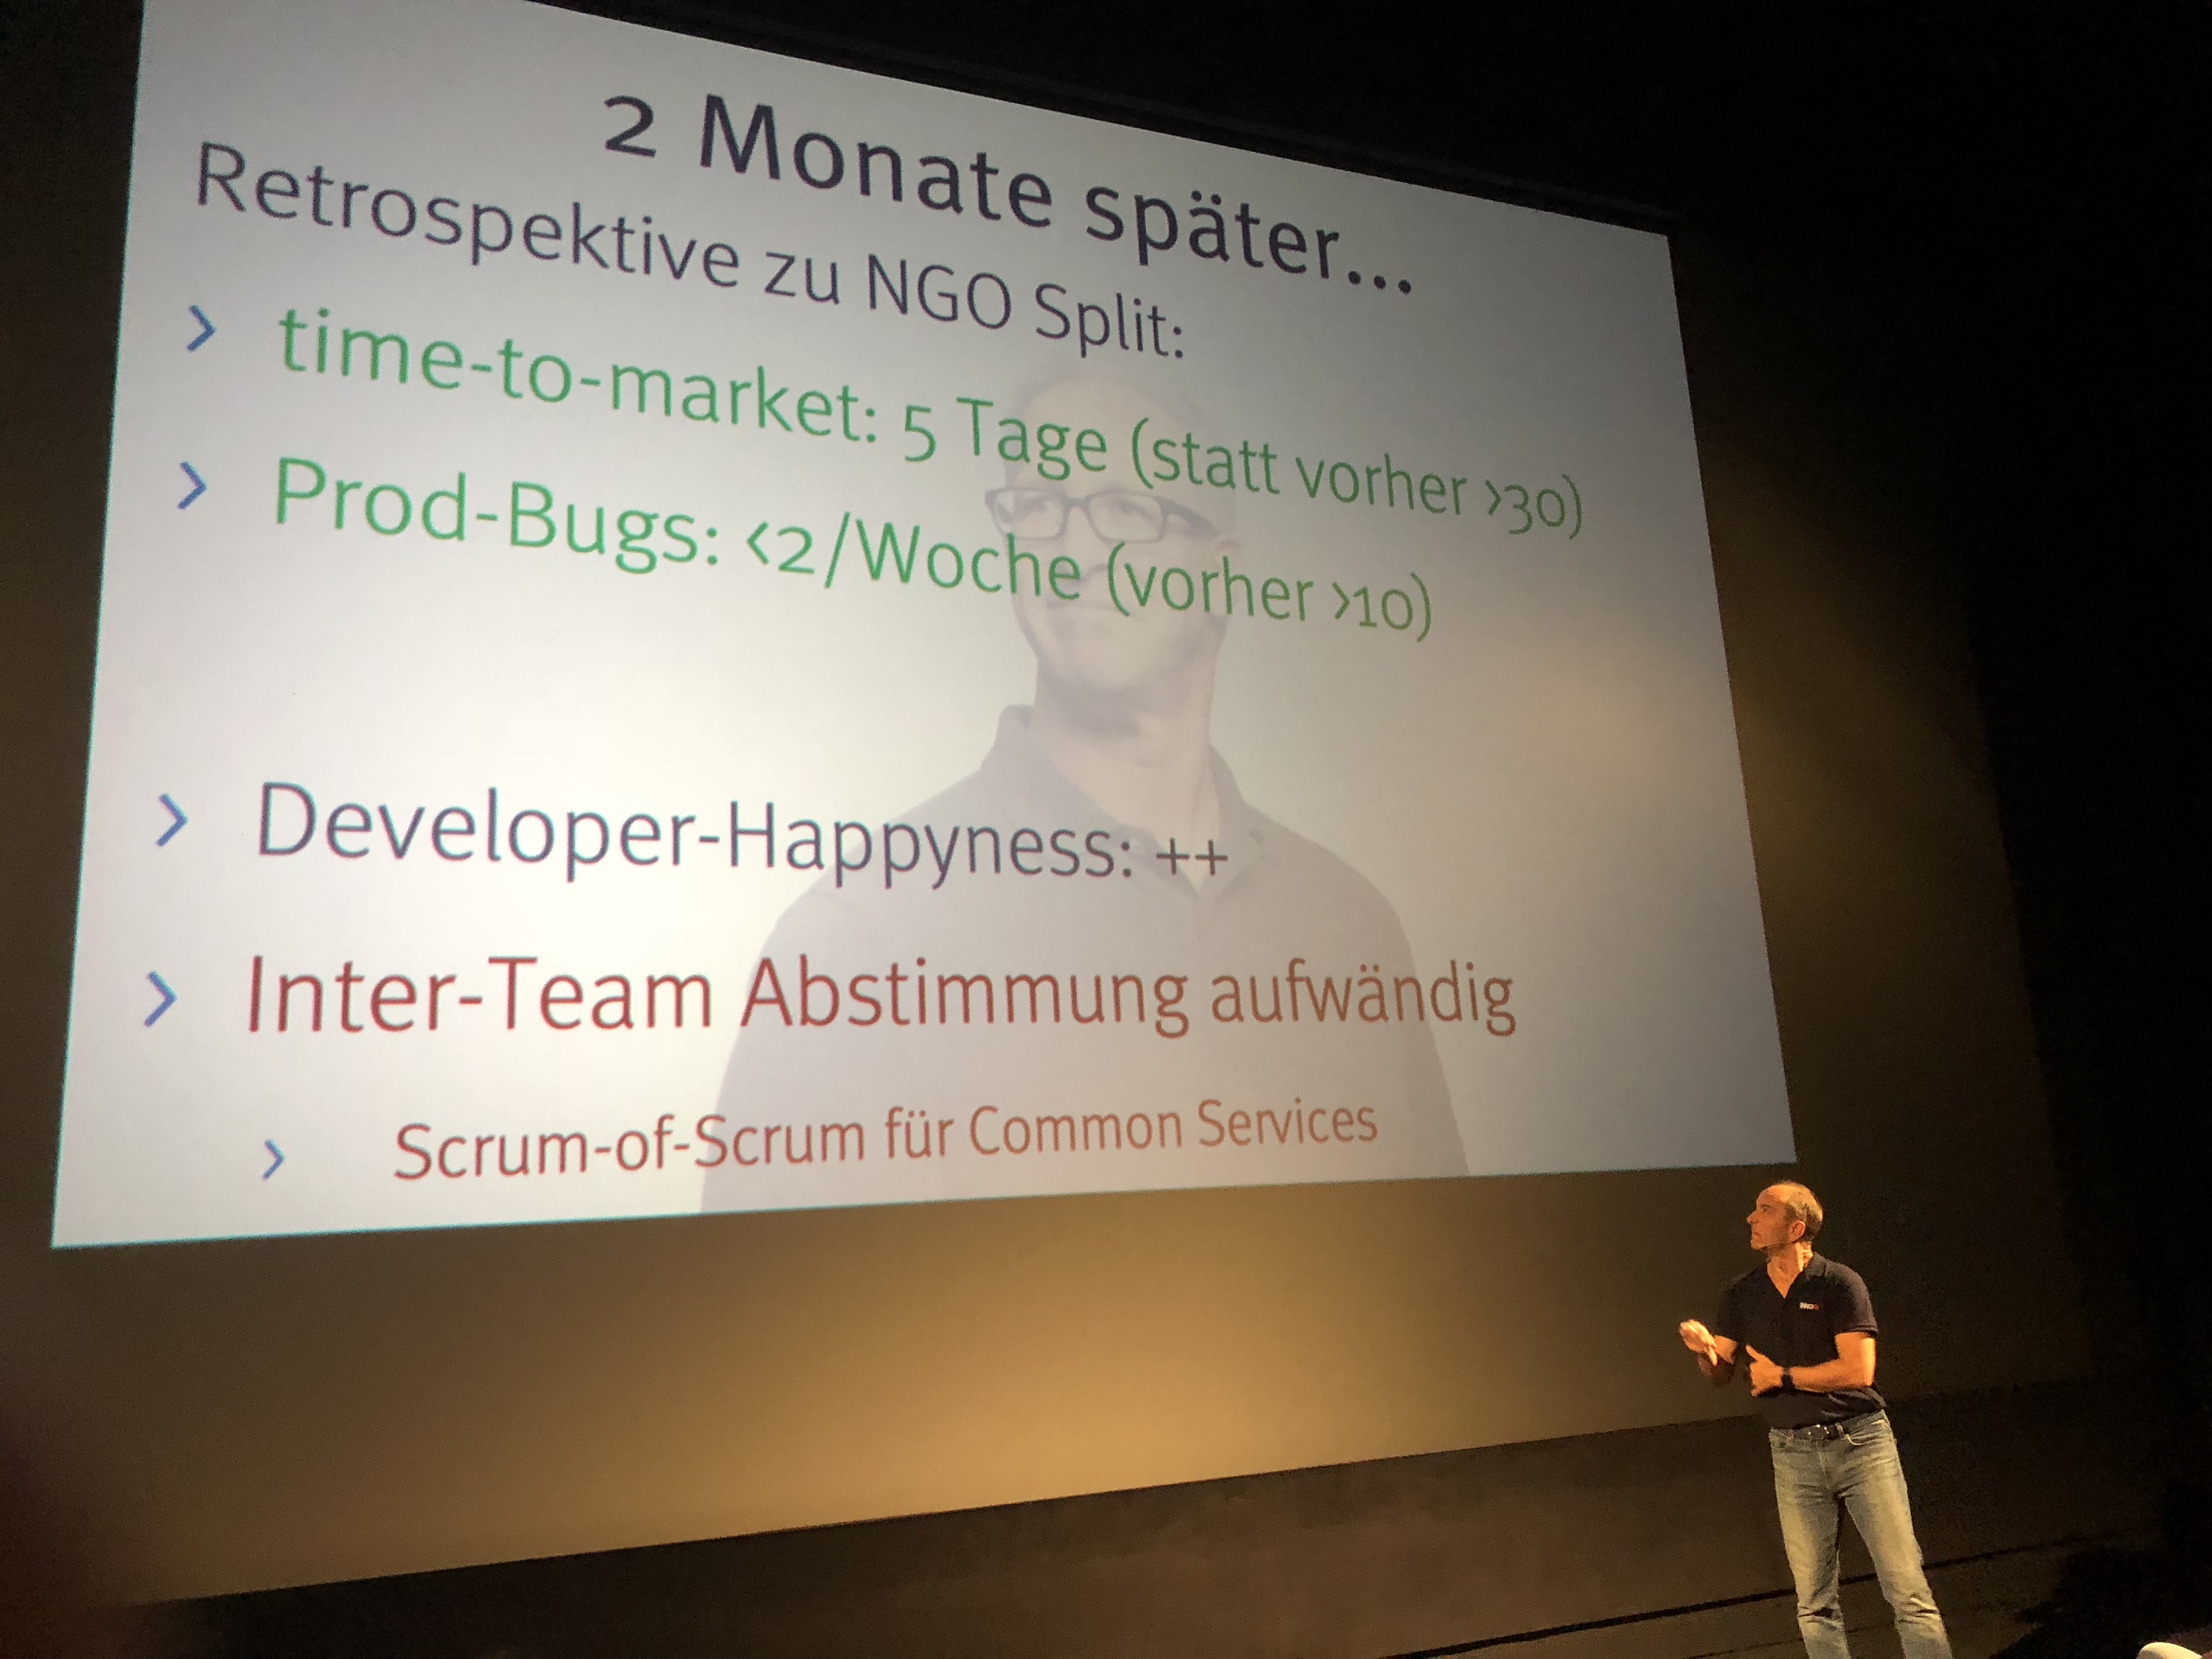 2 Monate später...
Retrospektive zu NGO Split:
› time-to-market: 5 Tage (statt vorher >30)
› Prod-Bugs: <2/Woche (vorher >10)
› Developer-Happyness: ++
› Inter-Team Abstimmung aufwändig
› Scrum-of-Scrum für Common Services